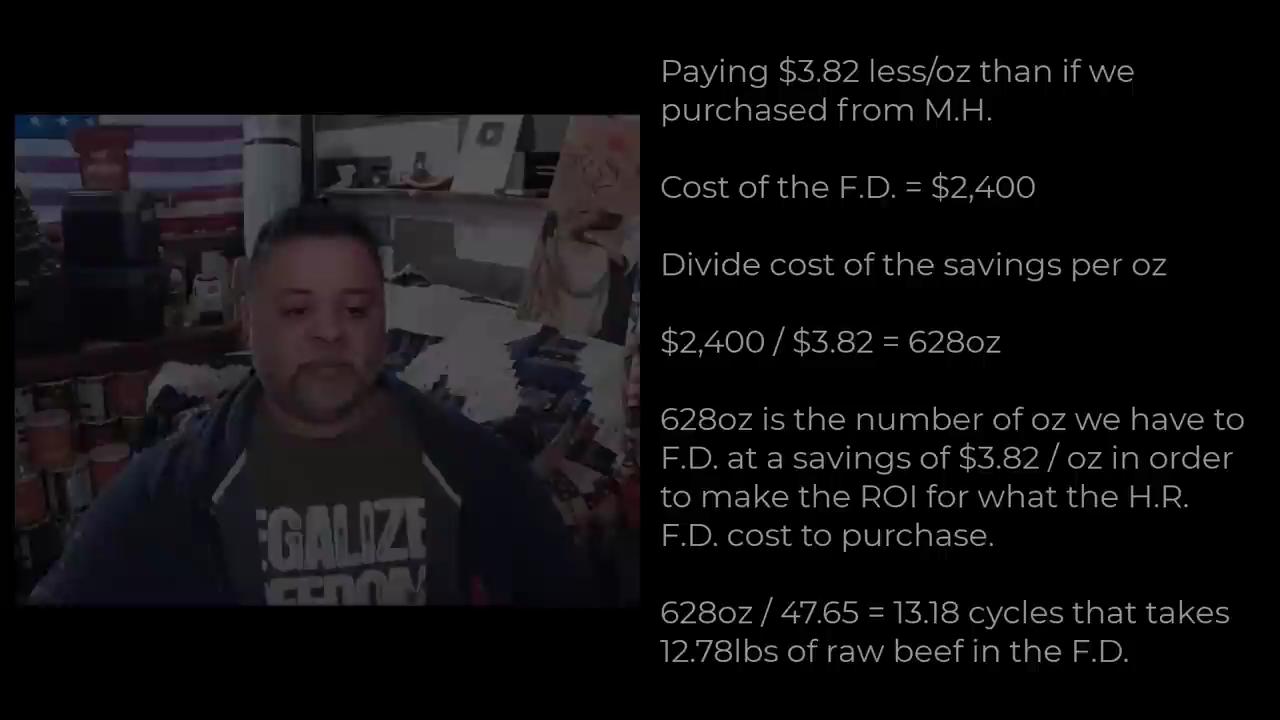 Paying $3.82 less/oz than if we
purchased from M.H.
Cost of the F.D. = $2,400
Divide cost of the savings per oz
$2,400 / $3.82 = 628oz
628oz is the number of oz we have to
F.D. at a savings of $3.82 / oz in order
to make the ROI for what the H.R.
F.D. cost to purchase.
628oz / 47.65 = 13.18 cycles that takes
12.78lbs of raw beef in the F.D.
EGALIZE
EEDOM